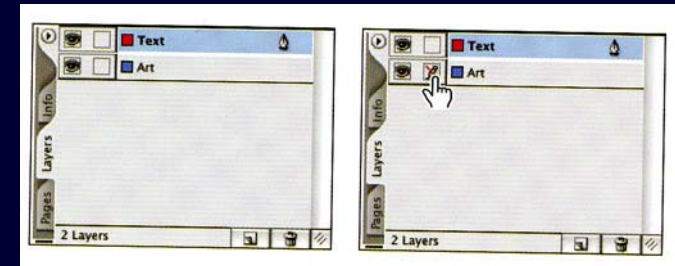 Text
Art
Info
Layers
Pages
2 Layers
Text
Art
Info
Layers
Pages
2 Layers